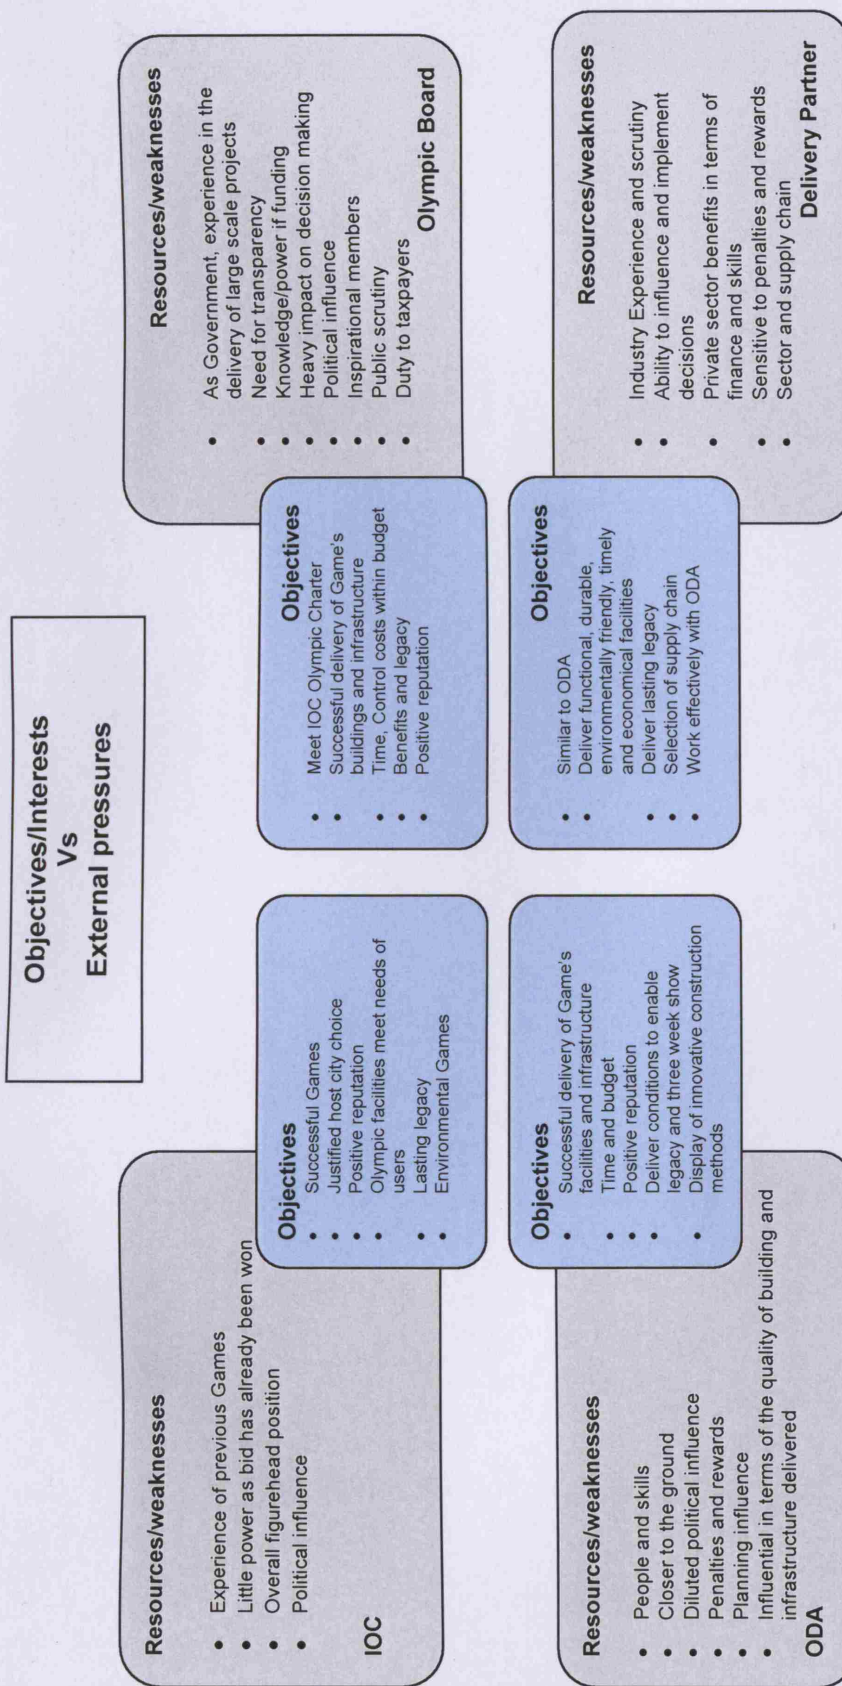 Objectives/Interests
Vs
External pressures
Resources/weaknesses
• Experience of previous Games
• Little power as bid has already been won
• Overall figurehead position
• Political influence
IOC
Objectives
• Successful Games
• Justified host city choice
• Positive reputation
• Olympic facilities meet needs of
users
• Lasting legacy
• Environmental Games
Objectives
• Meet IOC Olympic Charter
• Successful delivery of Game's
buildings and infrastructure
• Time, Control costs within budget
• Benefits and legacy
• Positive reputation
Resources/weaknesses
• As Government, experience in the
delivery of large scale projects
• Need for transparency
• Knowledge/power if funding
• Heavy impact on decision making
• Political influence
• Inspirational members
• Public scrutiny
• Duty to taxpayers
Olympic Board
Resources/weaknesses
• People and skills
• Closer to the ground
• Diluted political influence
• Penalties and rewards
• Planning influence
• Influential in terms of the quality of building and
infrastructure delivered
ODA
Objectives
• Successful delivery of Game's
facilities and infrastructure
• Time and budget
• Positive reputation
• Deliver conditions to enable
legacy and three week show
• Display of innovative construction
methods
Objectives
• Similar to ODA
• Deliver functional, durable,
environmentally friendly, timely
and economical facilities
• Deliver lasting legacy
• Selection of supply chain
• Work effectively with ODA
Resources/weaknesses
• Industry Experience and scrutiny
• Ability to influence and implement
decisions
• Private sector benefits in terms of
finance and skills
• Sensitive to penalties and rewards
• Sector and supply chain
Delivery Partner